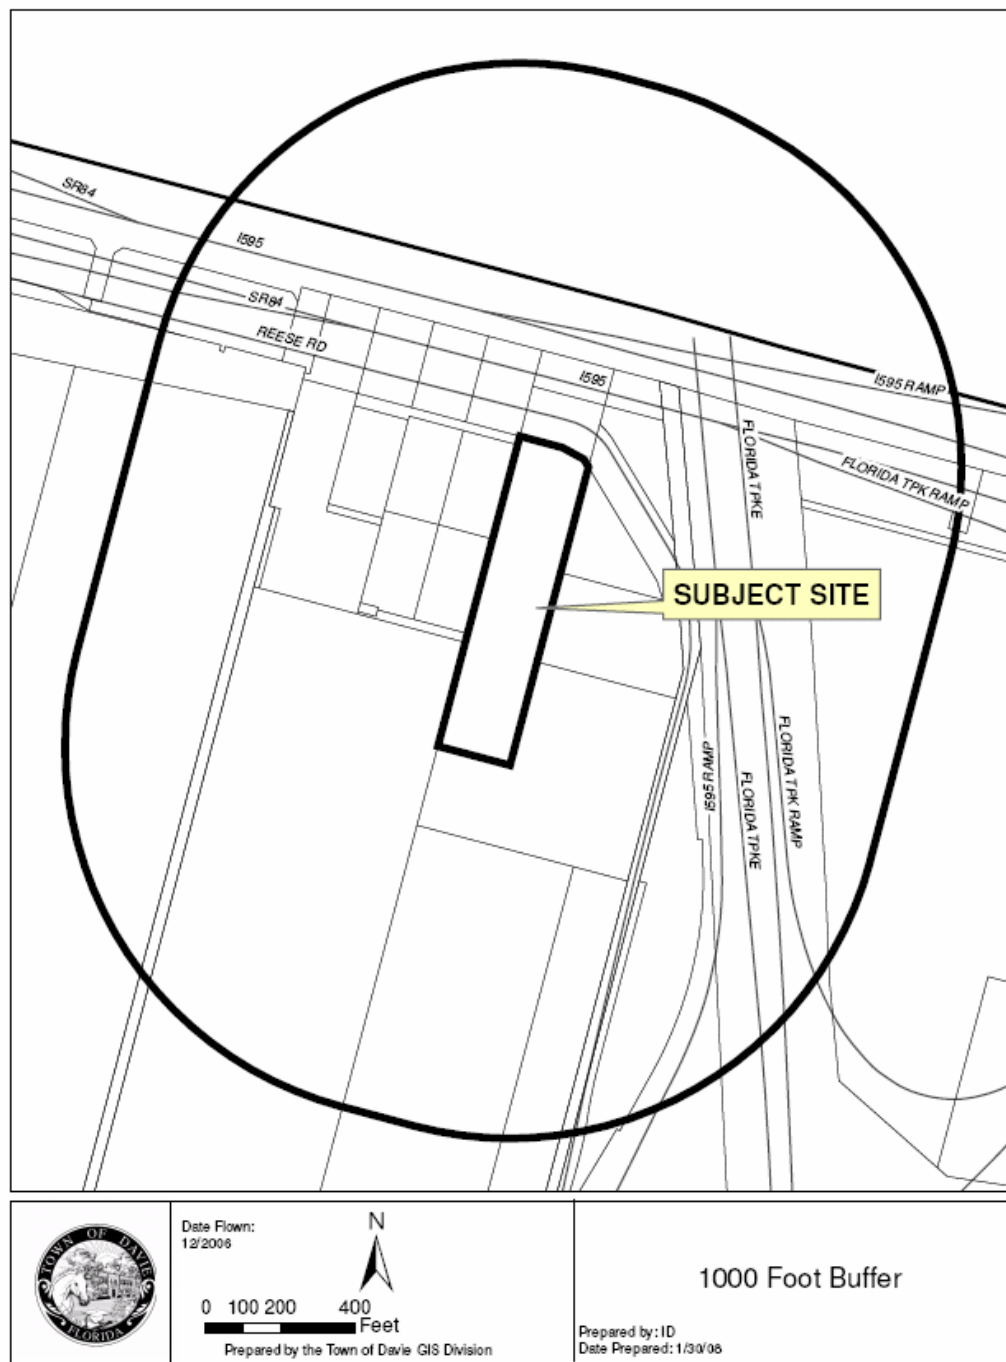 SR84
I595
SR84
REESE RD
I595
I595 RAMP
FLORIDA TPKE
FLORIDA TPK RAMP
SUBJECT SITE
I595 RAMP
FLORIDA TPKE
FLORIDA TPK RAMP
TOWN OF DAVIE
FLORIDA
Date Flown:
12/2006
N
0 100 200 400
Feet
Prepared by the Town of Davie GIS Division
1000 Foot Buffer
Prepared by: ID
Date Prepared: 1/30/08